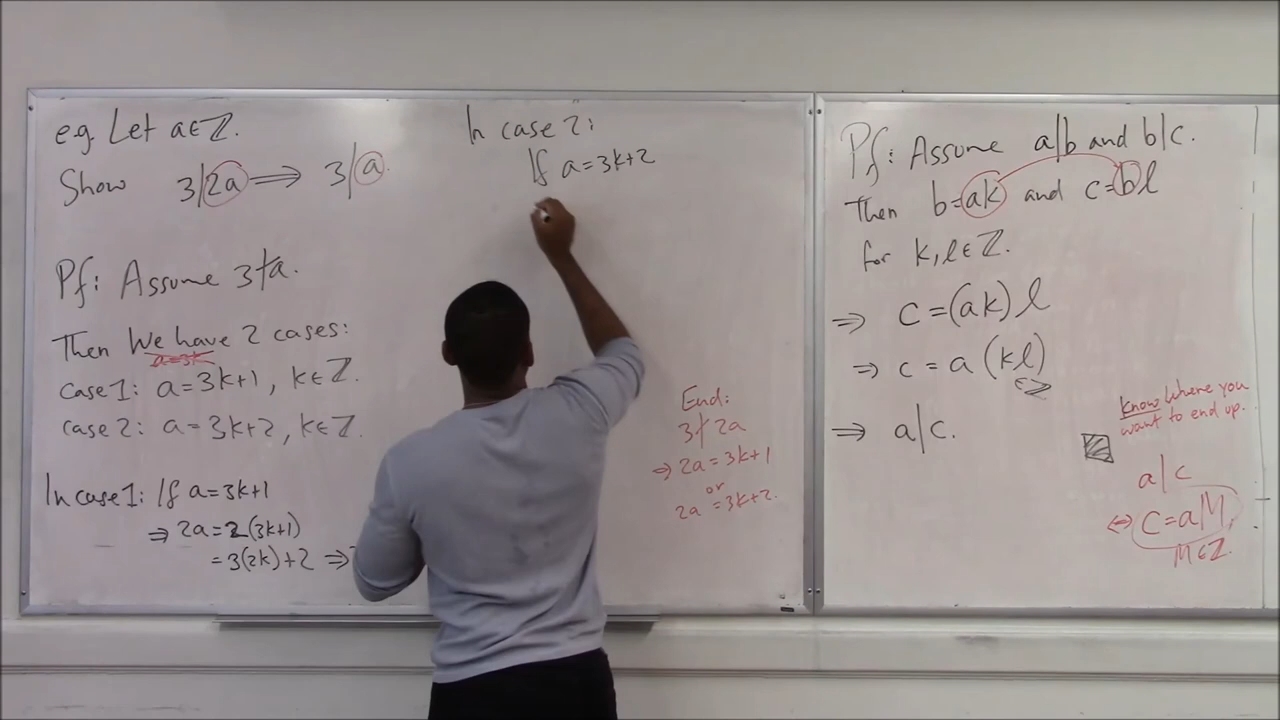 e.g. Let a∈ℤ.
Show 3|2a ⟹ 3|a.
Pf: Assume 3∤a.
Then We have 2 cases:
a=3k
case 1: a=3k+1, k∈ℤ.
case 2: a=3k+2, k∈ℤ.
In case 1: If a=3k+1
⇒ 2a=2(3k+1)
=3(2k)+2 ⇒
In case 2:
If a=3k+2
End:
3∤2a
⇒ 2a=3k+1
or
2a=3k+2.
Pf: Assume a|b and b|c.
Then b=ak and c=bl
for k,l∈ℤ.
⇒ c=(ak)l
⇒ c=a(kl)
∈ℤ
⇒ a|c.
Know where you
want to end up.
a|c
⇔ c=aM,
M∈ℤ.